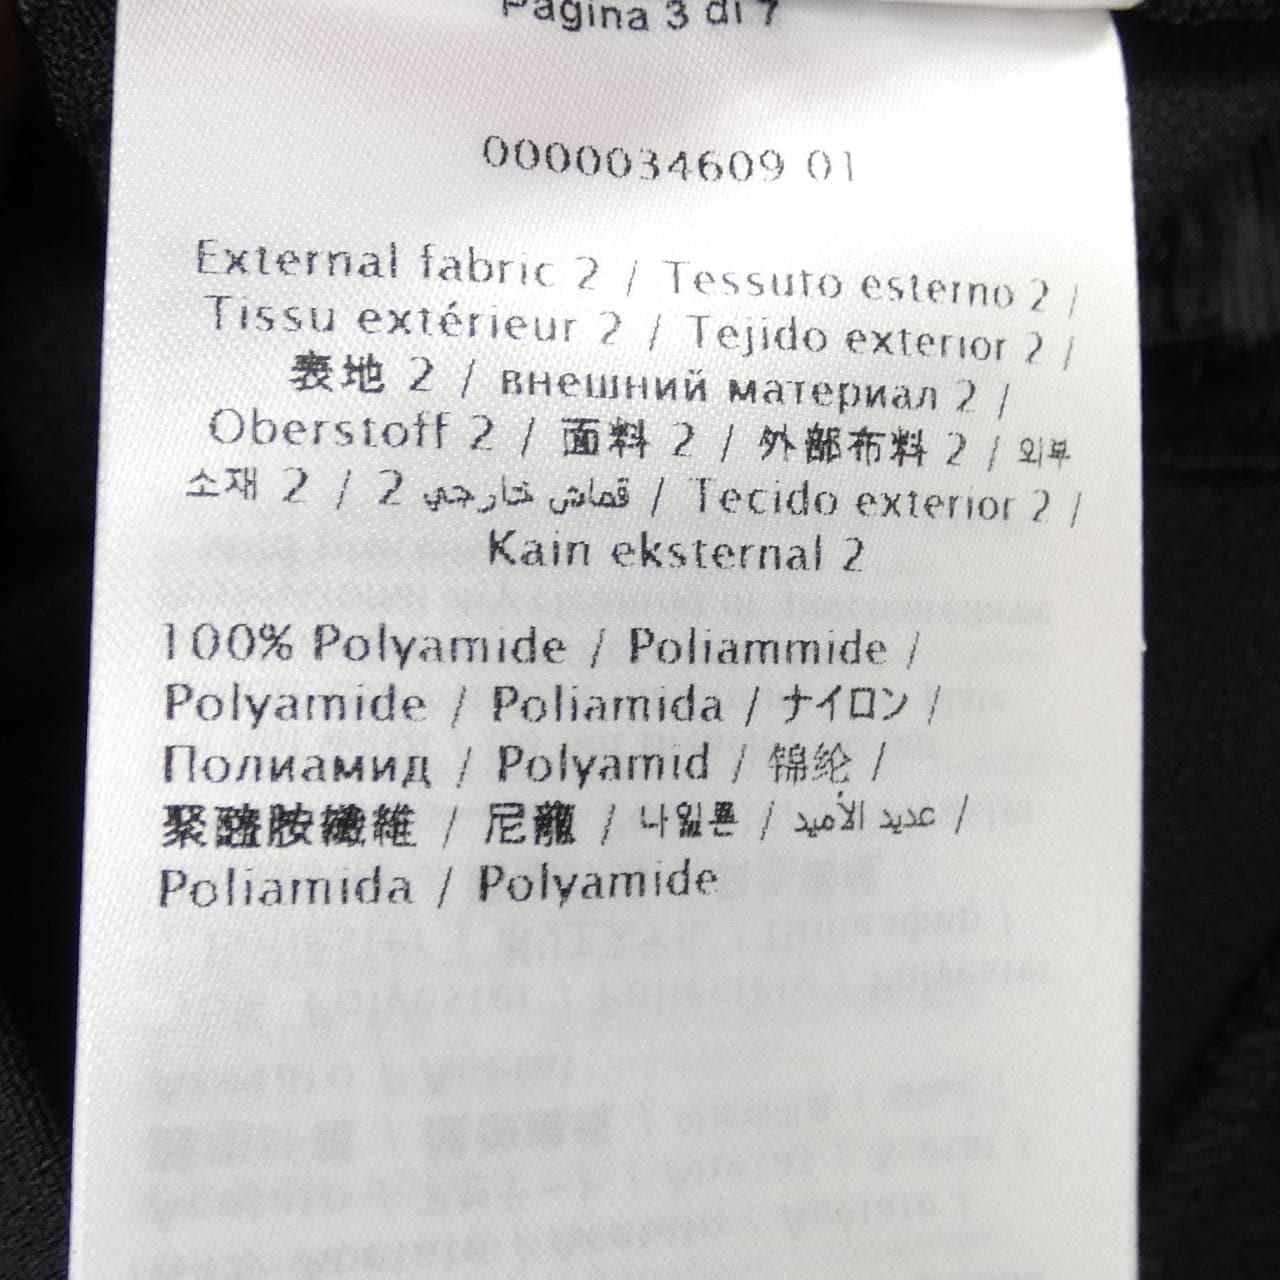 Pagina 3 di 7
0000034609 01
External fabric 2 / Tessuto esterno 2 /
Tissu extérieur 2 / Tejido exterior 2 /
表地 2 / внешний материал 2 /
Oberstoff 2 / 面料 2 / 外部布料 2 / 외부
소재 2 / 2 قماش خارجي / Tecido exterior 2 /
Kain eksternal 2
100% Polyamide / Poliammide /
Polyamide / Poliamida / ナイロン /
Полиамид / Polyamid / 锦纶 /
聚醯胺纖維 / 尼龍 / 나일론 / عديد الأميد /
Poliamida / Polyamide